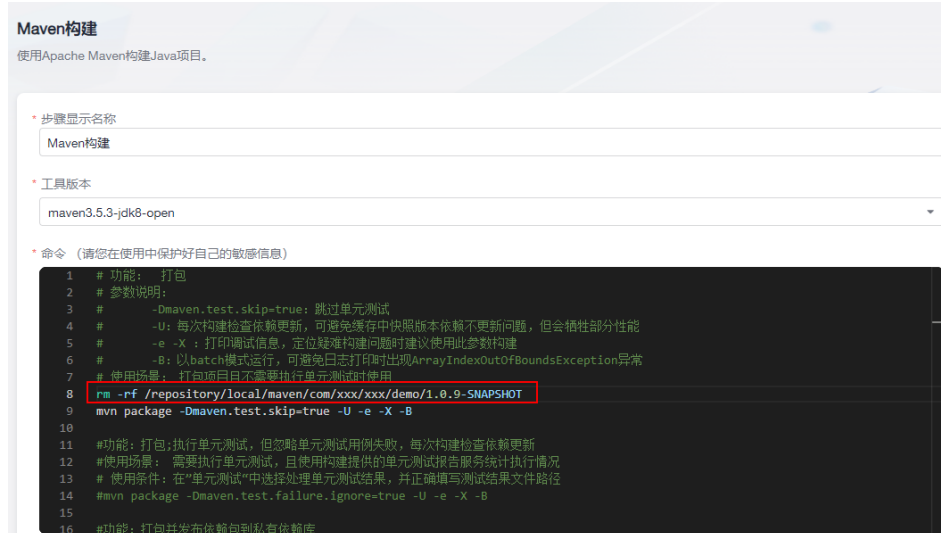 Maven构建
使用Apache Maven构建Java项目。
* 步骤显示名称
Maven构建
* 工具版本
maven3.5.3-jdk8-open
* 命令 （请您在使用中保护好自己的敏感信息）
1 # 功能： 打包
2 # 参数说明：
3 # -Dmaven.test.skip=true：跳过单元测试
4 # -U：每次构建检查依赖更新，可避免缓存中快照版本依赖不更新问题，但会牺牲部分性能
5 # -e -X ：打印调试信息，定位疑难构建问题时建议使用此参数构建
6 # -B：以batch模式运行，可避免日志打印时出现ArrayIndexOutOfBoundsException异常
7 # 使用场景： 打包项目且不需要执行单元测试时使用
8 rm -rf /repository/local/maven/com/xxx/xxx/demo/1.0.9-SNAPSHOT
9 mvn package -Dmaven.test.skip=true -U -e -X -B
10
11 #功能：打包;执行单元测试，但忽略单元测试用例失败，每次构建检查依赖更新
12 #使用场景： 需要执行单元测试，且使用构建提供的单元测试报告服务统计执行情况
13 # 使用条件：在”单元测试“中选择处理单元测试结果，并正确填写测试结果文件路径
14 #mvn package -Dmaven.test.failure.ignore=true -U -e -X -B
15
16 #功能：打包并发布依赖包到私有依赖库